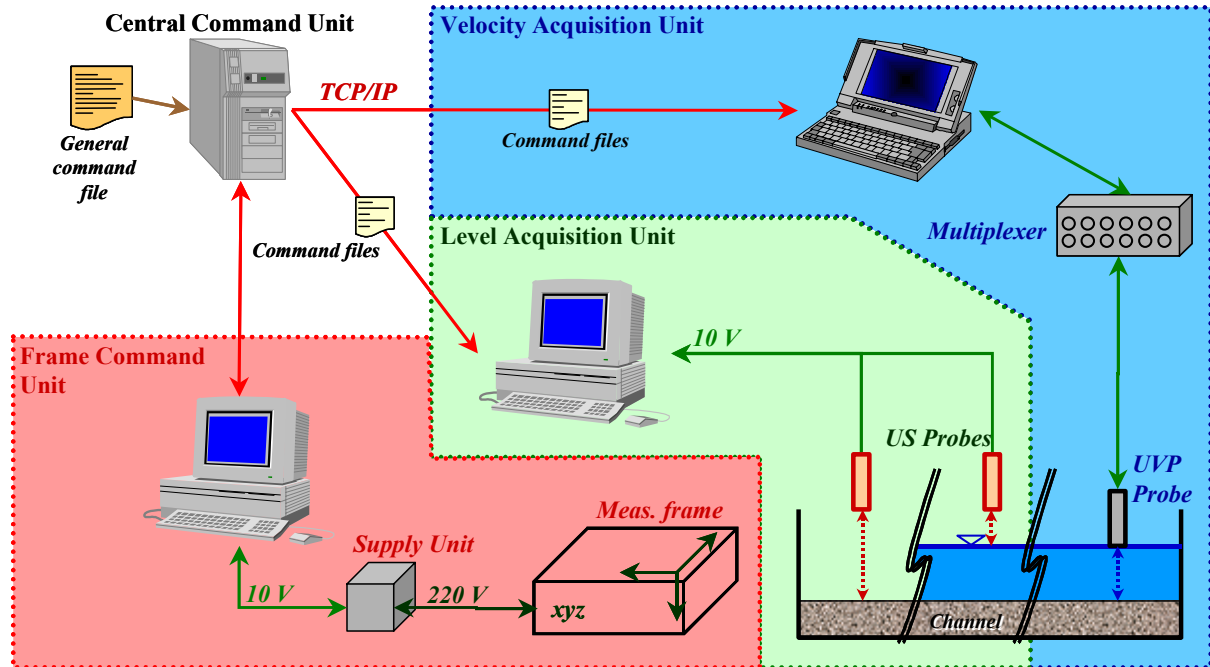 Central Command Unit
Velocity Acquisition Unit
TCP/IP
General
command
file
Command files
Command files
Level Acquisition Unit
Multiplexer
Frame Command
Unit
10 V
US Probes
UVP
Probe
Meas. frame
Supply Unit
10 V
220 V
xyz
Channel